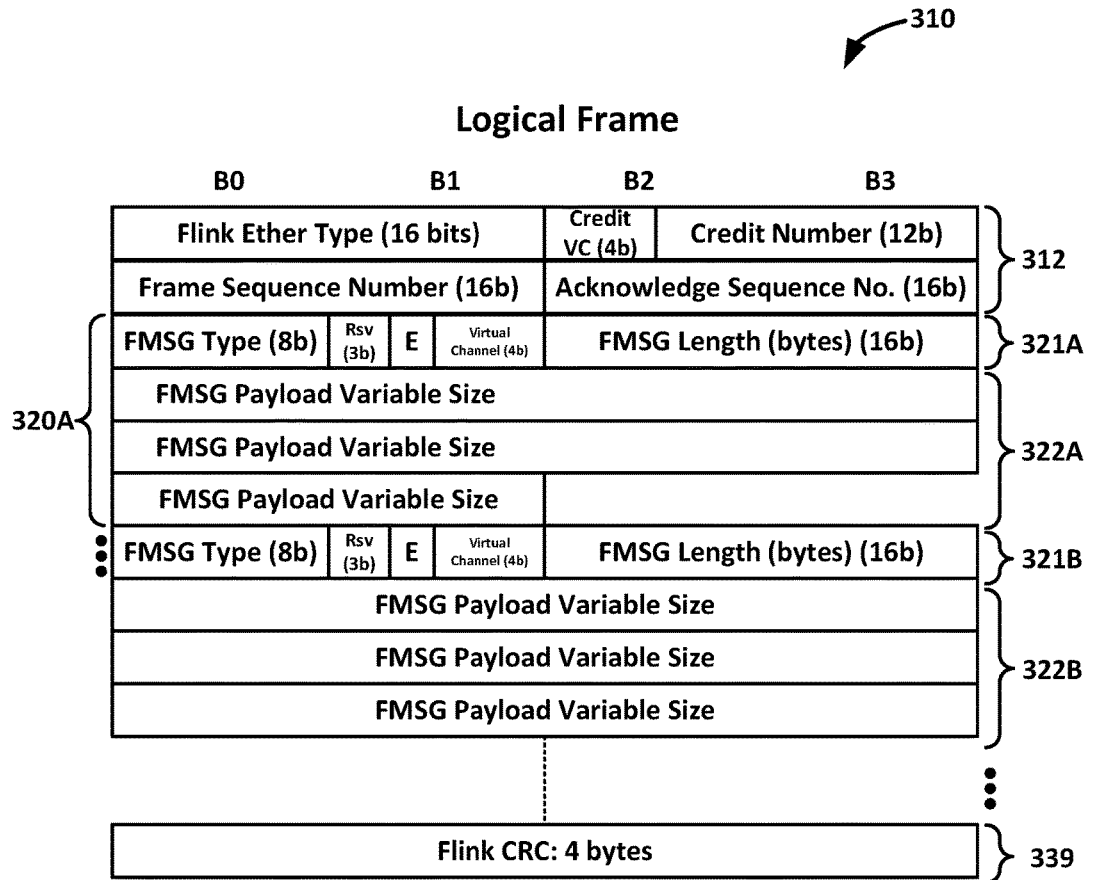 310
Logical Frame
B0 B1 B2 B3
Flink Ether Type (16 bits)
Credit
VC (4b)
Credit Number (12b)
312
Frame Sequence Number (16b)
Acknowledge Sequence No. (16b)
320A
FMSG Type (8b)
Rsv
(3b)
E
Virtual
Channel (4b)
FMSG Length (bytes) (16b)
321A
FMSG Payload Variable Size
FMSG Payload Variable Size
FMSG Payload Variable Size
322A
FMSG Type (8b)
Rsv
(3b)
E
Virtual
Channel (4b)
FMSG Length (bytes) (16b)
321B
FMSG Payload Variable Size
FMSG Payload Variable Size
FMSG Payload Variable Size
322B
Flink CRC: 4 bytes
339